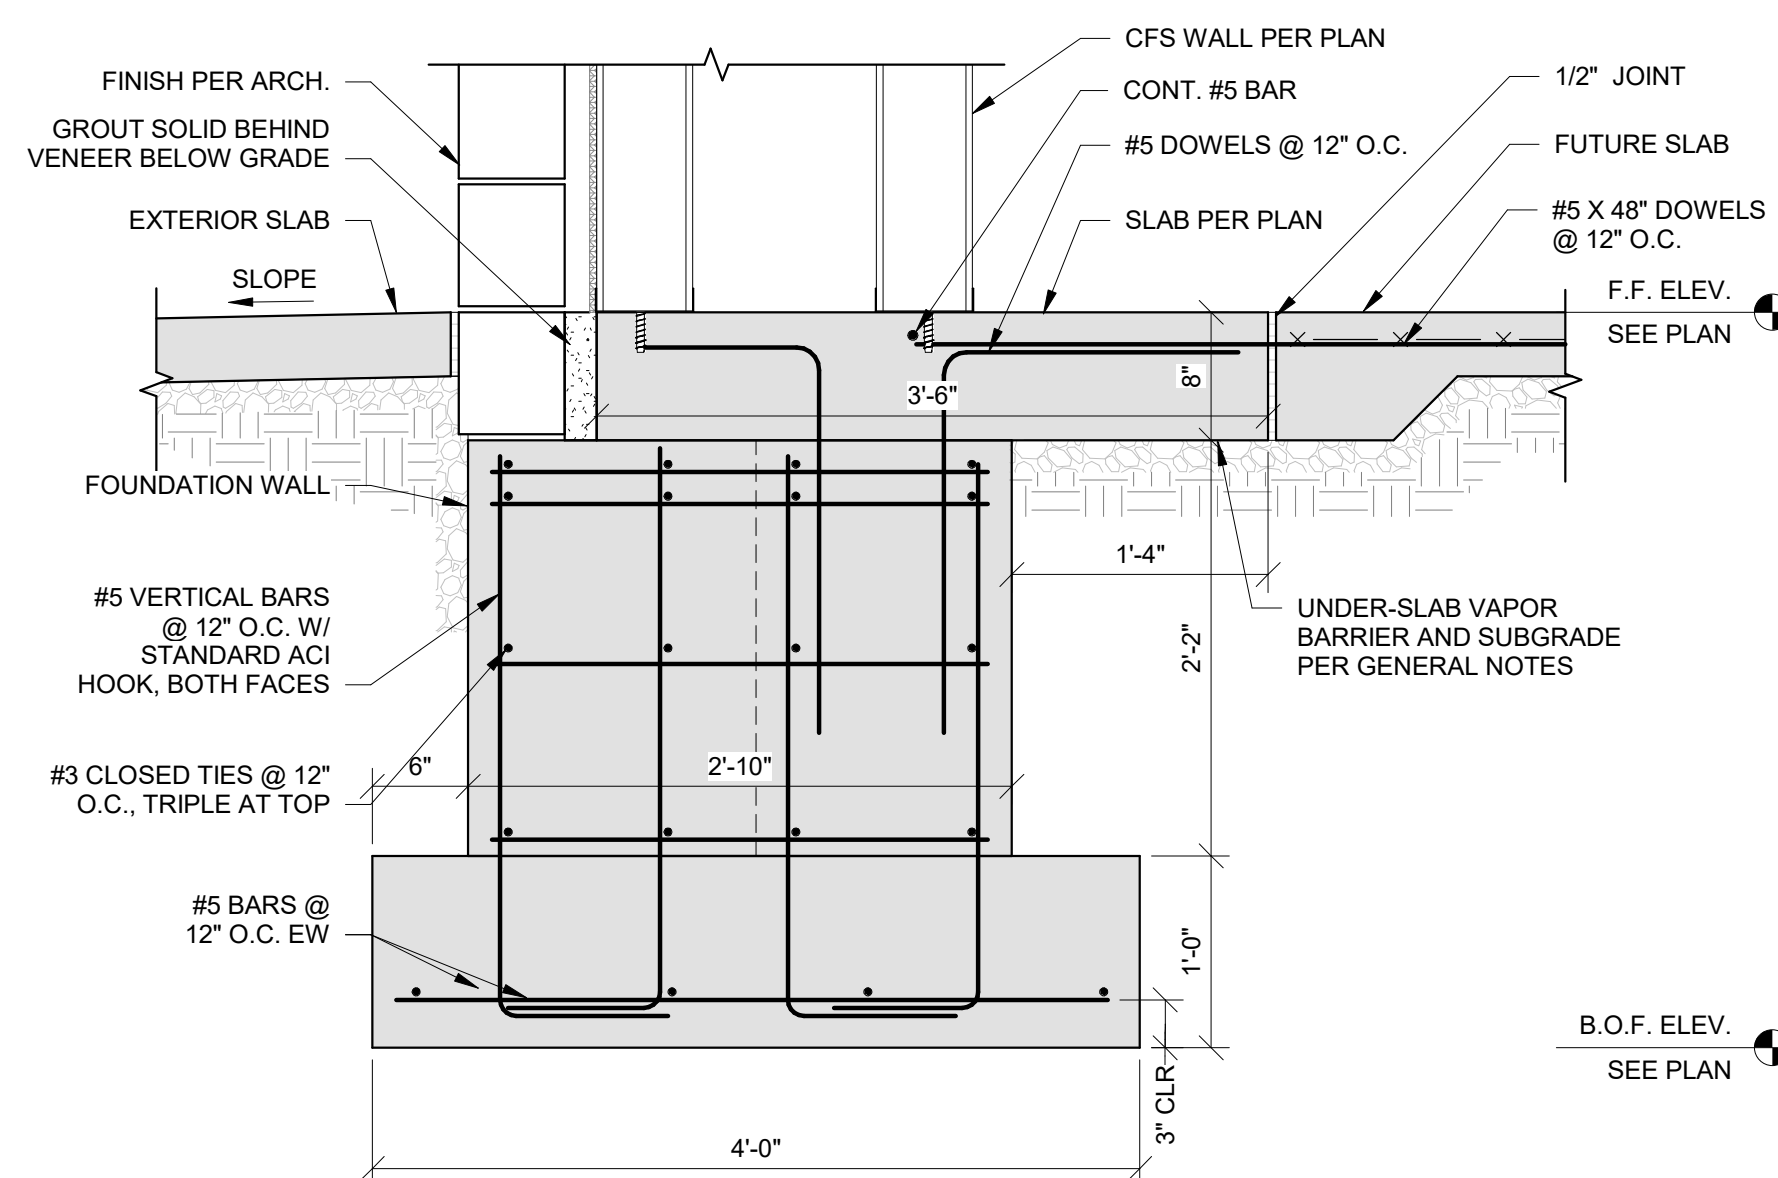 FINISH PER ARCH.
GROUT SOLID BEHIND
VENEER BELOW GRADE
EXTERIOR SLAB
SLOPE
CFS WALL PER PLAN
CONT. #5 BAR
#5 DOWELS @ 12" O.C.
SLAB PER PLAN
1/2" JOINT
FUTURE SLAB
#5 X 48" DOWELS
@ 12" O.C.
F.F. ELEV.
SEE PLAN
8"
3'-6"
FOUNDATION WALL
1'-4"
#5 VERTICAL BARS
@ 12" O.C. W/
STANDARD ACI
HOOK, BOTH FACES
UNDER-SLAB VAPOR
BARRIER AND SUBGRADE
PER GENERAL NOTES
2'-2"
#3 CLOSED TIES @ 12"
O.C., TRIPLE AT TOP
6"
2'-10"
#5 BARS @
12" O.C. EW
1'-0"
B.O.F. ELEV.
SEE PLAN
3" CLR
4'-0"